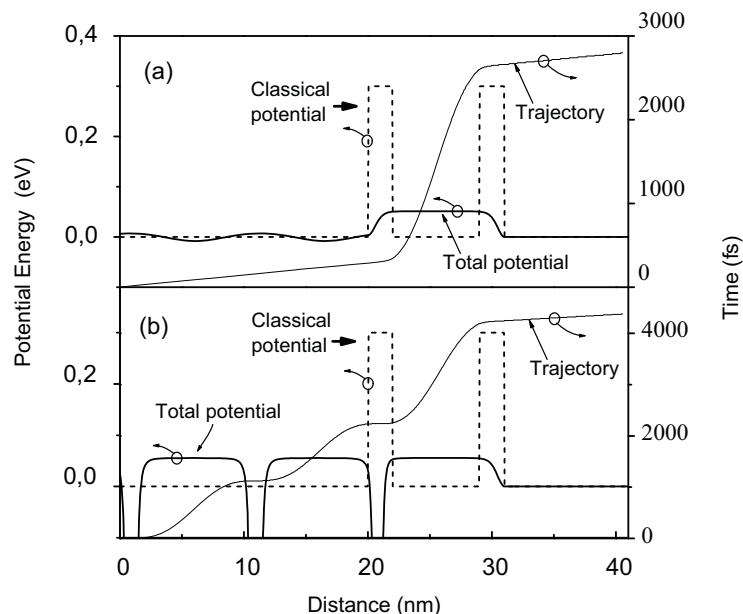 0,4
3000
(a)
Classical
potential
Trajectory
2000
0,2
1000
0,0
Total potential
0
Potential Energy (eV)
Time (fs)
(b)
Classical
potential
4000
Trajectory
0,2
Total potential
2000
0,0
0
0 10 20 30 40
Distance (nm)